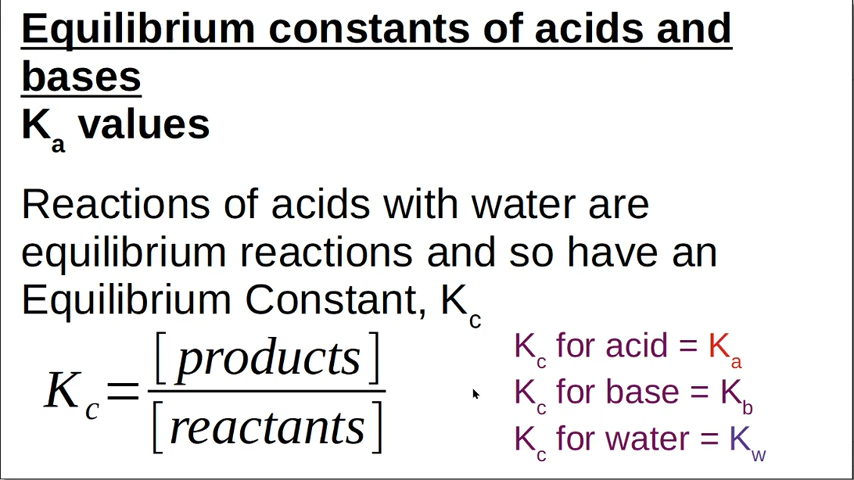 Equilibrium constants of acids and
bases
Ka values
Reactions of acids with water are
equilibrium reactions and so have an
Equilibrium Constant, Kc
Kc = [products] / [reactants]
Kc for acid = Ka
Kc for base = Kb
Kc for water = Kw